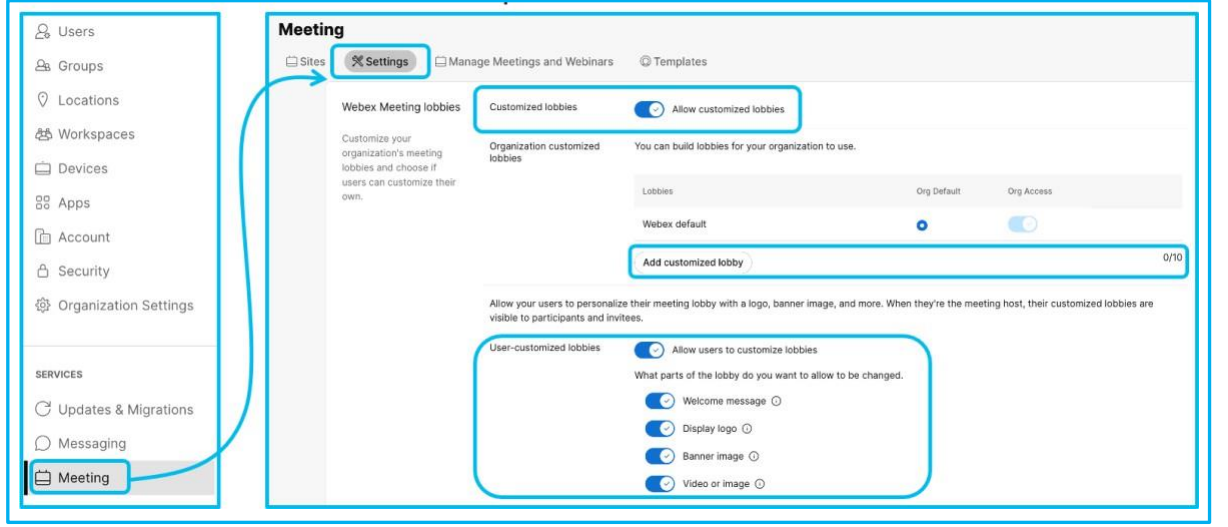 Users
Groups
Locations
Workspaces
Devices
Apps
Account
Security
Organization Settings
SERVICES
Updates & Migrations
Messaging
Meeting
Meeting
Sites
Settings
Manage Meetings and Webinars
Templates
Webex Meeting lobbies
Customize your
organization's meeting
lobbies and choose if
users can customize their
own.
Customized lobbies
Allow customized lobbies
Organization customized
lobbies
You can build lobbies for your organization to use.
Lobbies
Org Default
Org Access
Webex default
Add customized lobby
0/10
Allow your users to personalize their meeting lobby with a logo, banner image, and more. When they're the meeting host, their customized lobbies are
visible to participants and invitees.
User-customized lobbies
Allow users to customize lobbies
What parts of the lobby do you want to allow to be changed.
Welcome message
Display logo
Banner image
Video or image